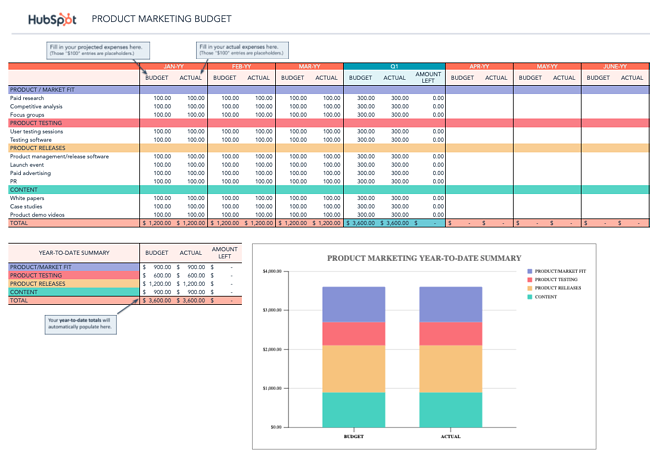 HubSpot PRODUCT MARKETING BUDGET
Fill in your projected expenses here.
(Those "$100" entries are placeholders.)
Fill in your actual expenses here.
(Those "$100" entries are placeholders.)
JAN-YY FEB-YY MAR-YY Q1 APR-YY MAY-YY JUNE-YY
BUDGET ACTUAL BUDGET ACTUAL BUDGET ACTUAL BUDGET ACTUAL AMOUNT LEFT BUDGET ACTUAL BUDGET ACTUAL BUDGET ACTUAL
PRODUCT / MARKET FIT
Paid research 100.00 100.00 100.00 100.00 100.00 100.00 300.00 300.00 0.00
Competitive analysis 100.00 100.00 100.00 100.00 100.00 100.00 300.00 300.00 0.00
Focus groups 100.00 100.00 100.00 100.00 100.00 100.00 300.00 300.00 0.00
PRODUCT TESTING
User testing sessions 100.00 100.00 100.00 100.00 100.00 100.00 300.00 300.00 0.00
Testing software 100.00 100.00 100.00 100.00 100.00 100.00 300.00 300.00 0.00
PRODUCT RELEASES
Product management/release software 100.00 100.00 100.00 100.00 100.00 100.00 300.00 300.00 0.00
Launch event 100.00 100.00 100.00 100.00 100.00 100.00 300.00 300.00 0.00
Paid advertising 100.00 100.00 100.00 100.00 100.00 100.00 300.00 300.00 0.00
PR 100.00 100.00 100.00 100.00 100.00 100.00 300.00 300.00 0.00
CONTENT
White papers 100.00 100.00 100.00 100.00 100.00 100.00 300.00 300.00 0.00
Case studies 100.00 100.00 100.00 100.00 100.00 100.00 300.00 300.00 0.00
Product demo videos 100.00 100.00 100.00 100.00 100.00 100.00 300.00 300.00 0.00
TOTAL $ 1,200.00 $ 1,200.00 $ 1,200.00 $ 1,200.00 $ 1,200.00 $ 1,200.00 $ 3,600.00 $ 3,600.00 $ - $ - $ - $ - $ - $ - $ -
YEAR-TO-DATE SUMMARY BUDGET ACTUAL AMOUNT LEFT
PRODUCT/MARKET FIT $ 900.00 $ 900.00 $ -
PRODUCT TESTING $ 600.00 $ 600.00 $ -
PRODUCT RELEASES $ 1,200.00 $ 1,200.00 $ -
CONTENT $ 900.00 $ 900.00 $ -
TOTAL $ 3,600.00 $ 3,600.00 $ -
Your year-to-date totals will
automatically populate here.
PRODUCT MARKETING YEAR-TO-DATE SUMMARY
$4,000.00
$3,000.00
$2,000.00
$1,000.00
$0.00
BUDGET ACTUAL
PRODUCT/MARKET FIT
PRODUCT TESTING
PRODUCT RELEASES
CONTENT